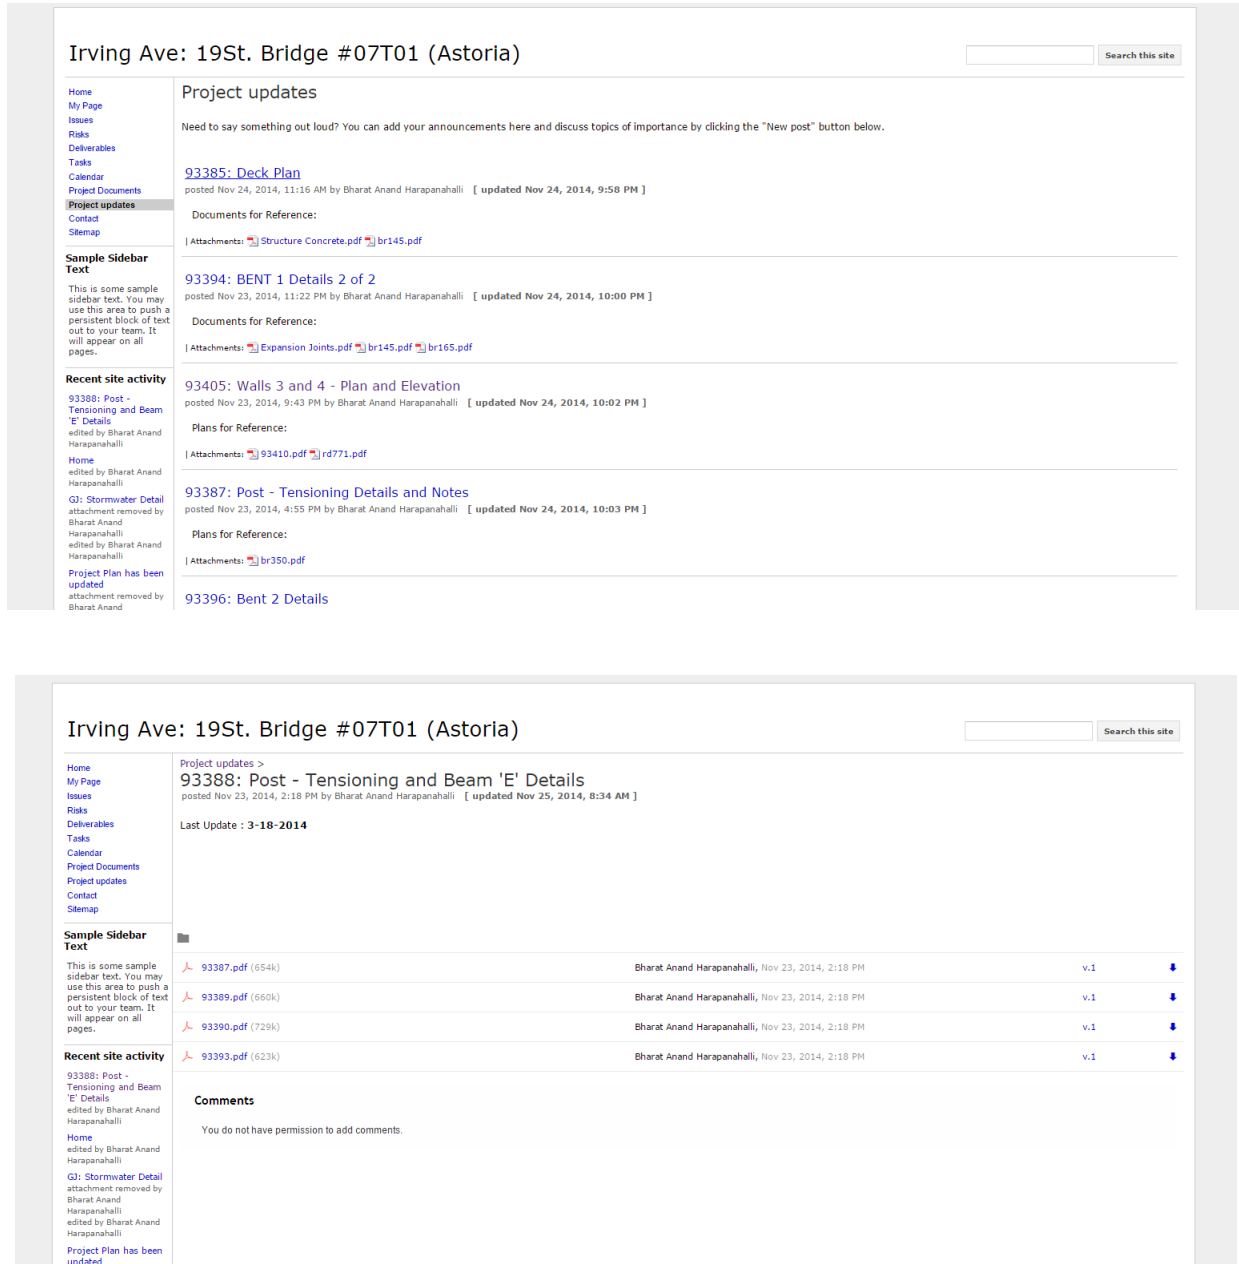 Irving Ave: 19St. Bridge #07T01 (Astoria)
Search this site
Home
My Page
Issues
Risks
Deliverables
Tasks
Calendar
Project Documents
Project updates
Contact
Sitemap
Sample Sidebar
Text
This is some sample
sidebar text. You may
use this area to push a
persistent block of text
out to your team. It
will appear on all
pages.
Recent site activity
93388: Post -
Tensioning and Beam
'E' Details
edited by Bharat Anand
Harapanahalli
Home
edited by Bharat Anand
Harapanahalli
GJ: Stormwater Detail
attachment removed by
Bharat Anand
Harapanahalli
edited by Bharat Anand
Harapanahalli
Project Plan has been
updated
attachment removed by
Bharat Anand
Project updates
Need to say something out loud? You can add your announcements here and discuss topics of importance by clicking the "New post" button below.
93385: Deck Plan
posted Nov 24, 2014, 11:16 AM by Bharat Anand Harapanahalli [ updated Nov 24, 2014, 9:58 PM ]
Documents for Reference:
| Attachments: Structure Concrete.pdf br145.pdf
93394: BENT 1 Details 2 of 2
posted Nov 23, 2014, 11:22 PM by Bharat Anand Harapanahalli [ updated Nov 24, 2014, 10:00 PM ]
Documents for Reference:
| Attachments: Expansion Joints.pdf br145.pdf br165.pdf
93405: Walls 3 and 4 - Plan and Elevation
posted Nov 23, 2014, 9:43 PM by Bharat Anand Harapanahalli [ updated Nov 24, 2014, 10:02 PM ]
Plans for Reference:
| Attachments: 93410.pdf rd771.pdf
93387: Post - Tensioning Details and Notes
posted Nov 23, 2014, 4:55 PM by Bharat Anand Harapanahalli [ updated Nov 24, 2014, 10:03 PM ]
Plans for Reference:
| Attachments: br350.pdf
93396: Bent 2 Details
Irving Ave: 19St. Bridge #07T01 (Astoria)
Search this site
Home
My Page
Issues
Risks
Deliverables
Tasks
Calendar
Project Documents
Project updates
Contact
Sitemap
Sample Sidebar
Text
This is some sample
sidebar text. You may
use this area to push a
persistent block of text
out to your team. It
will appear on all
pages.
Recent site activity
93388: Post -
Tensioning and Beam
'E' Details
edited by Bharat Anand
Harapanahalli
Home
edited by Bharat Anand
Harapanahalli
GJ: Stormwater Detail
attachment removed by
Bharat Anand
Harapanahalli
edited by Bharat Anand
Harapanahalli
Project Plan has been
updated
Project updates >
93388: Post - Tensioning and Beam 'E' Details
posted Nov 23, 2014, 2:18 PM by Bharat Anand Harapanahalli [ updated Nov 25, 2014, 8:34 AM ]
Last Update : 3-18-2014
93387.pdf (654k) Bharat Anand Harapanahalli, Nov 23, 2014, 2:18 PM v.1
93389.pdf (660k) Bharat Anand Harapanahalli, Nov 23, 2014, 2:18 PM v.1
93390.pdf (729k) Bharat Anand Harapanahalli, Nov 23, 2014, 2:18 PM v.1
93393.pdf (623k) Bharat Anand Harapanahalli, Nov 23, 2014, 2:18 PM v.1
Comments
You do not have permission to add comments.